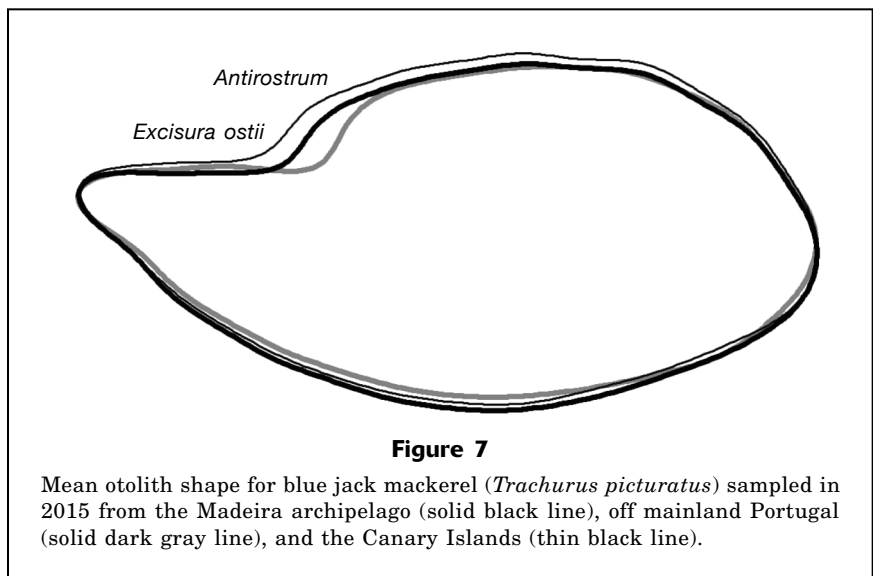 Antirostrum
Excisura ostii
Figure 7
Mean otolith shape for blue jack mackerel (Trachurus picturatus) sampled in
2015 from the Madeira archipelago (solid black line), off mainland Portugal
(solid dark gray line), and the Canary Islands (thin black line).